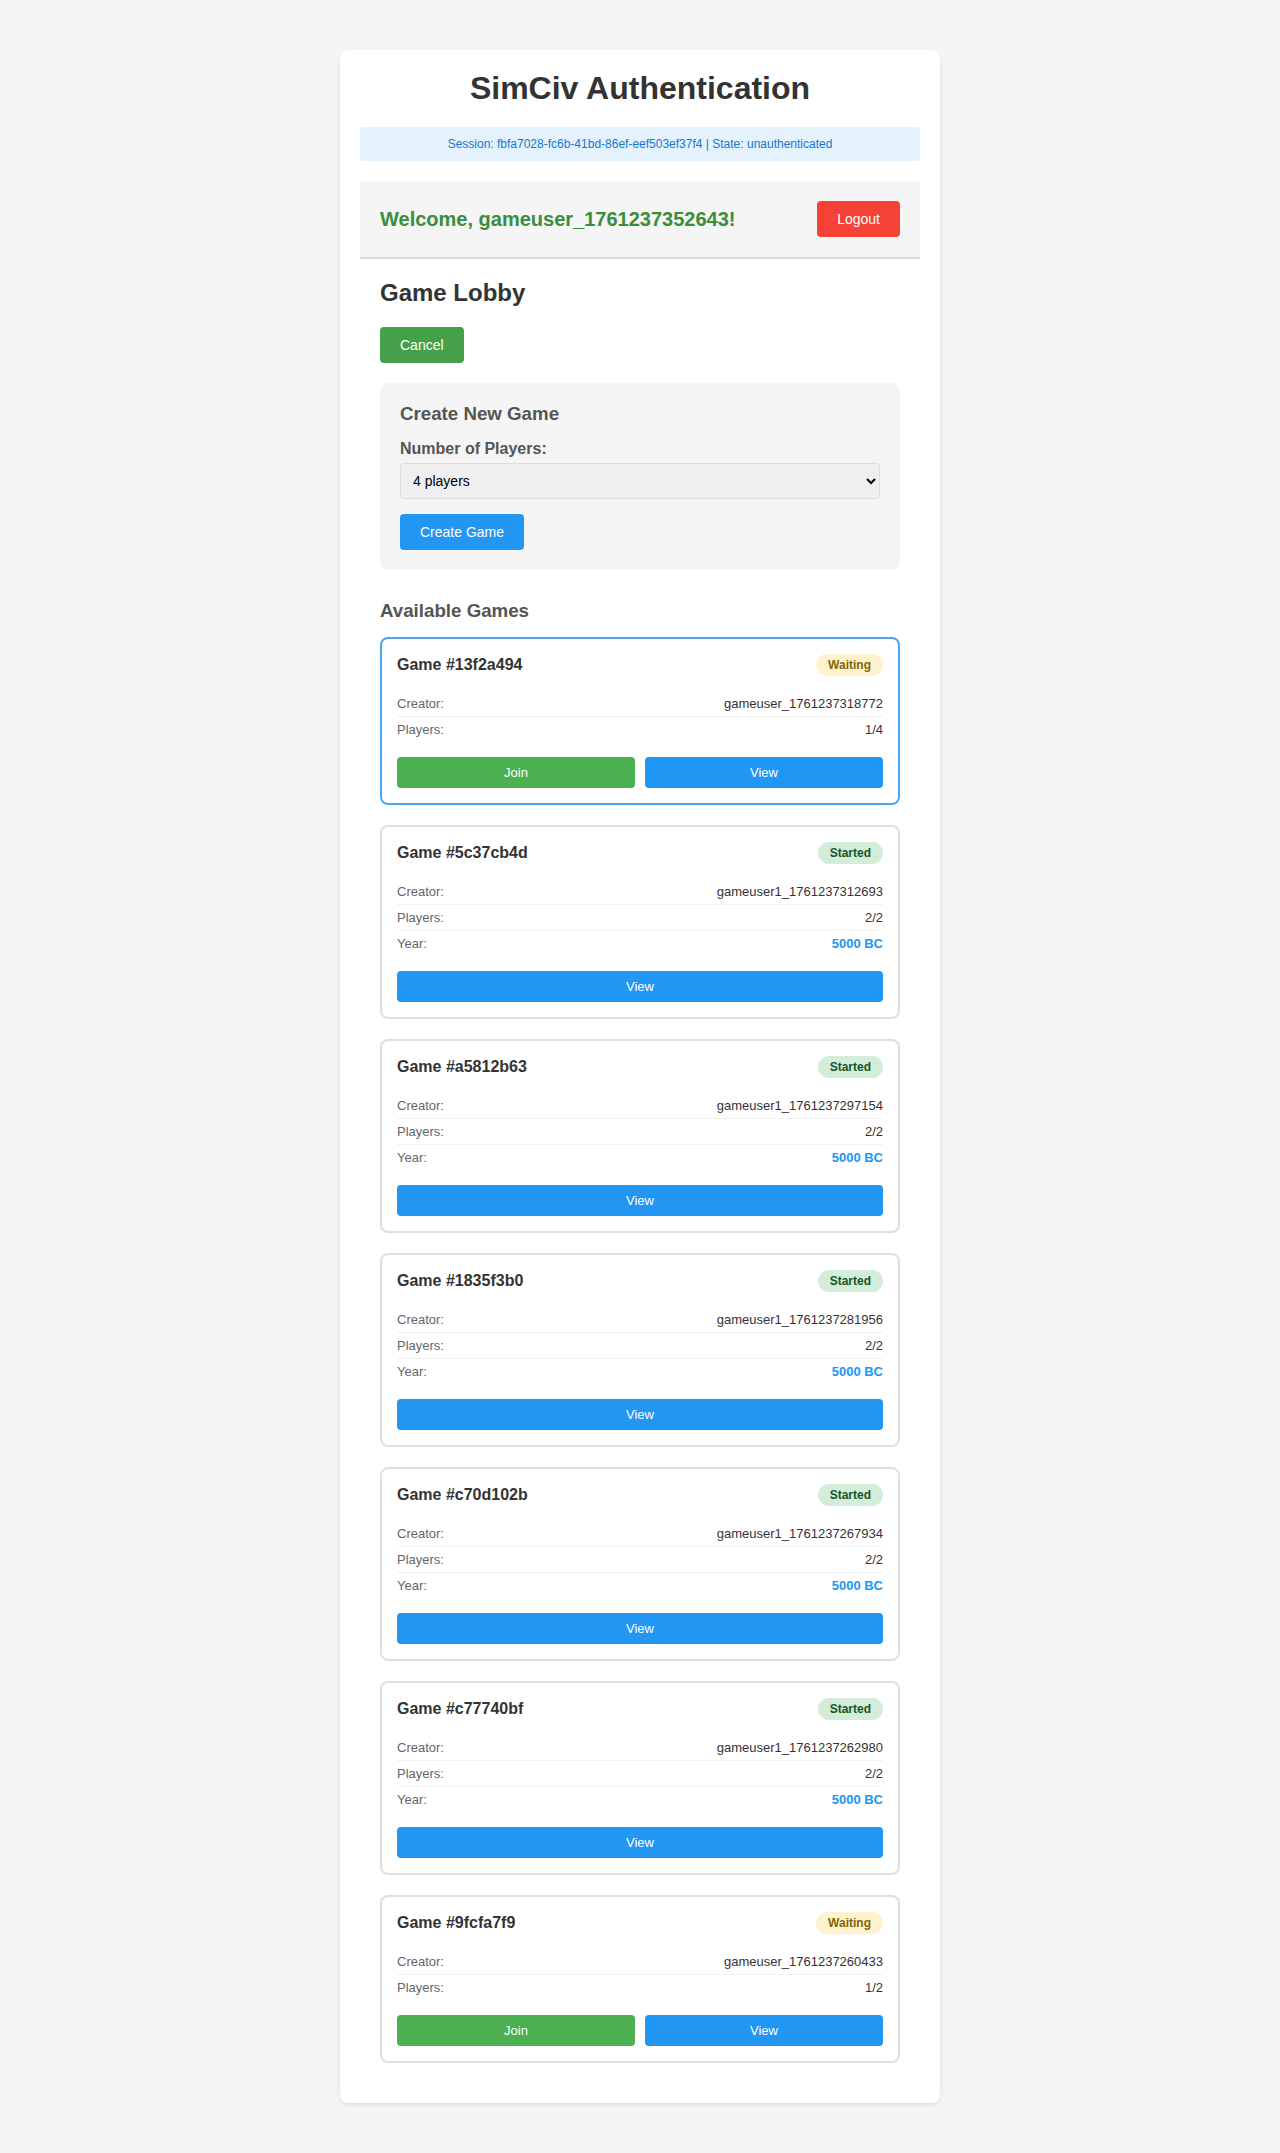 SimCiv Authentication
Session: fbfa7028-fc6b-41bd-86ef-eef503ef37f4 | State: unauthenticated
Welcome, gameuser_1761237352643!
Logout
Game Lobby
Cancel
Create New Game
Number of Players:
4 players
Create Game
Available Games
Game #13f2a494
Waiting
Creator: gameuser_1761237318772
Players: 1/4
Join View
Game #5c37cb4d
Started
Creator: gameuser1_1761237312693
Players: 2/2
Year: 5000 BC
View
Game #a5812b63
Started
Creator: gameuser1_1761237297154
Players: 2/2
Year: 5000 BC
View
Game #1835f3b0
Started
Creator: gameuser1_1761237281956
Players: 2/2
Year: 5000 BC
View
Game #c70d102b
Started
Creator: gameuser1_1761237267934
Players: 2/2
Year: 5000 BC
View
Game #c77740bf
Started
Creator: gameuser1_1761237262980
Players: 2/2
Year: 5000 BC
View
Game #9fcfa7f9
Waiting
Creator: gameuser_1761237260433
Players: 1/2
Join View